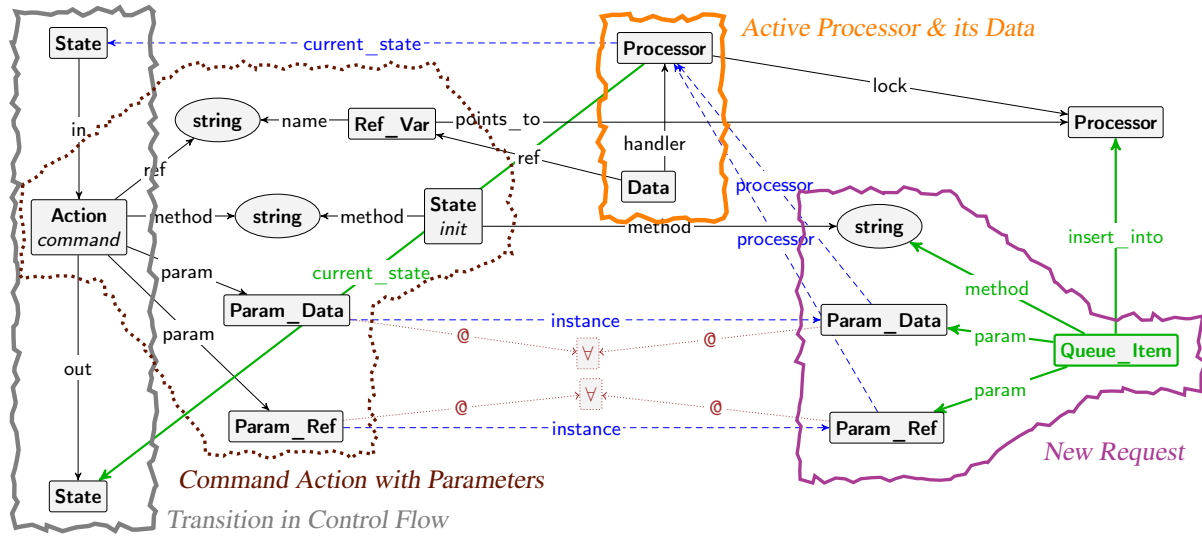 Active Processor & its Data
State
current_state
Processor
lock
in
string
name
Ref_Var
points_to
Processor
handler
ref
ref
Data
processor
Action
command
method
string
method
State
init
method
string
processor
insert_into
param
current_state
method
Param_Data
instance
Param_Data
param
@
@
param
∀
Queue_Item
out
∀
param
@
@
Param_Ref
instance
Param_Ref
New Request
Command Action with Parameters
State
Transition in Control Flow